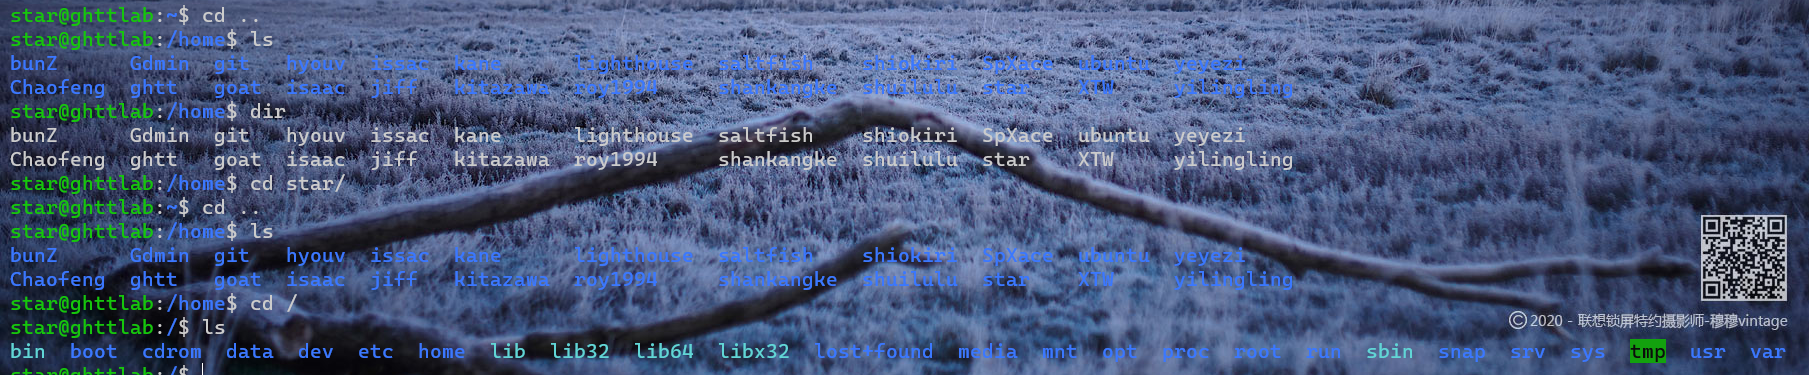 star@ghttlab:~$ cd ..
star@ghttlab:/home$ ls
bunZ Gdmin git hyouv issac kane lighthouse saltfish shiokiri SpXace ubuntu yeyezi
Chaofeng ghtt goat isaac jiff kitazawa roy1994 shankangke shuilulu star XTW yilingling
star@ghttlab:/home$ dir
bunZ Gdmin git hyouv issac kane lighthouse saltfish shiokiri SpXace ubuntu yeyezi
Chaofeng ghtt goat isaac jiff kitazawa roy1994 shankangke shuilulu star XTW yilingling
star@ghttlab:/home$ cd star/
star@ghttlab:~$ cd ..
star@ghttlab:/home$ ls
bunZ Gdmin git hyouv issac kane lighthouse saltfish shiokiri SpXace ubuntu yeyezi
Chaofeng ghtt goat isaac jiff kitazawa roy1994 shankangke shuilulu star XTW yilingling
star@ghttlab:/home$ cd /
star@ghttlab:/$ ls
©2020 - 联想锁屏特约摄影师-穆穆vintage
bin boot cdrom data dev etc home lib lib32 lib64 libx32 lost+found media mnt opt proc root run sbin snap srv sys tmp usr var
star@ghttlab:/$